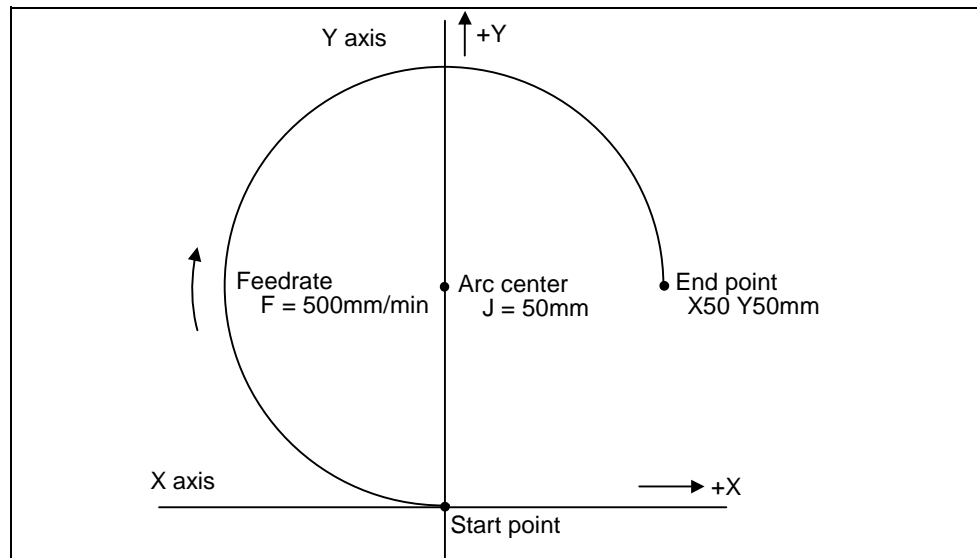 Y axis
+Y
Feedrate
F = 500mm/min
Arc center
J = 50mm
End point
X50 Y50mm
X axis
+X
Start point